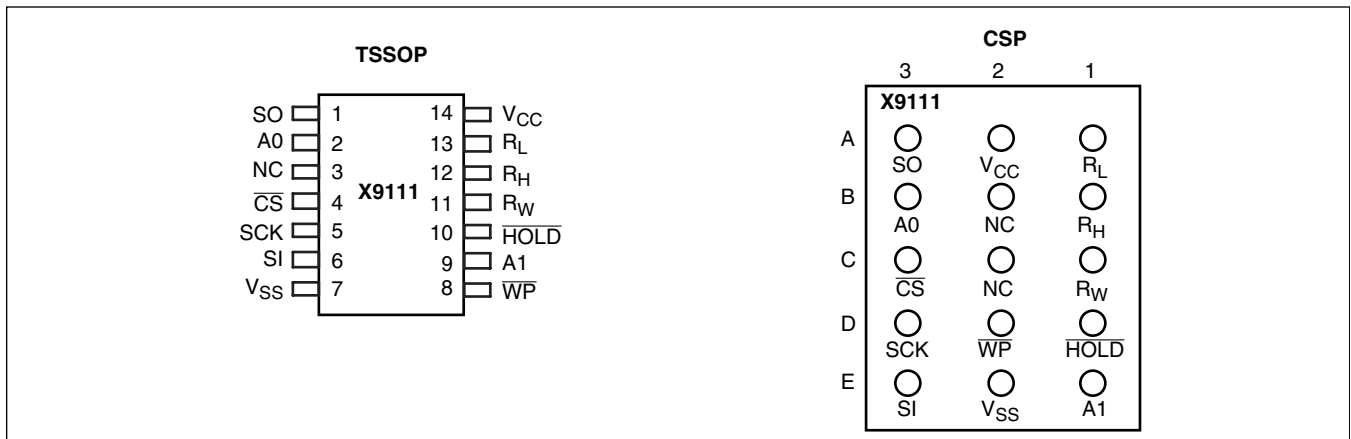 TSSOP
SO 1 14 VCC
A0 2 13 RL
NC 3 12 RH
CS 4 X9111 11 RW
SCK 5 10 HOLD
SI 6 9 A1
VSS 7 8 WP
CSP
3 2 1
X9111
A
SO VCC RL
B
A0 NC RH
C
CS NC RW
D
SCK WP HOLD
E
SI VSS A1